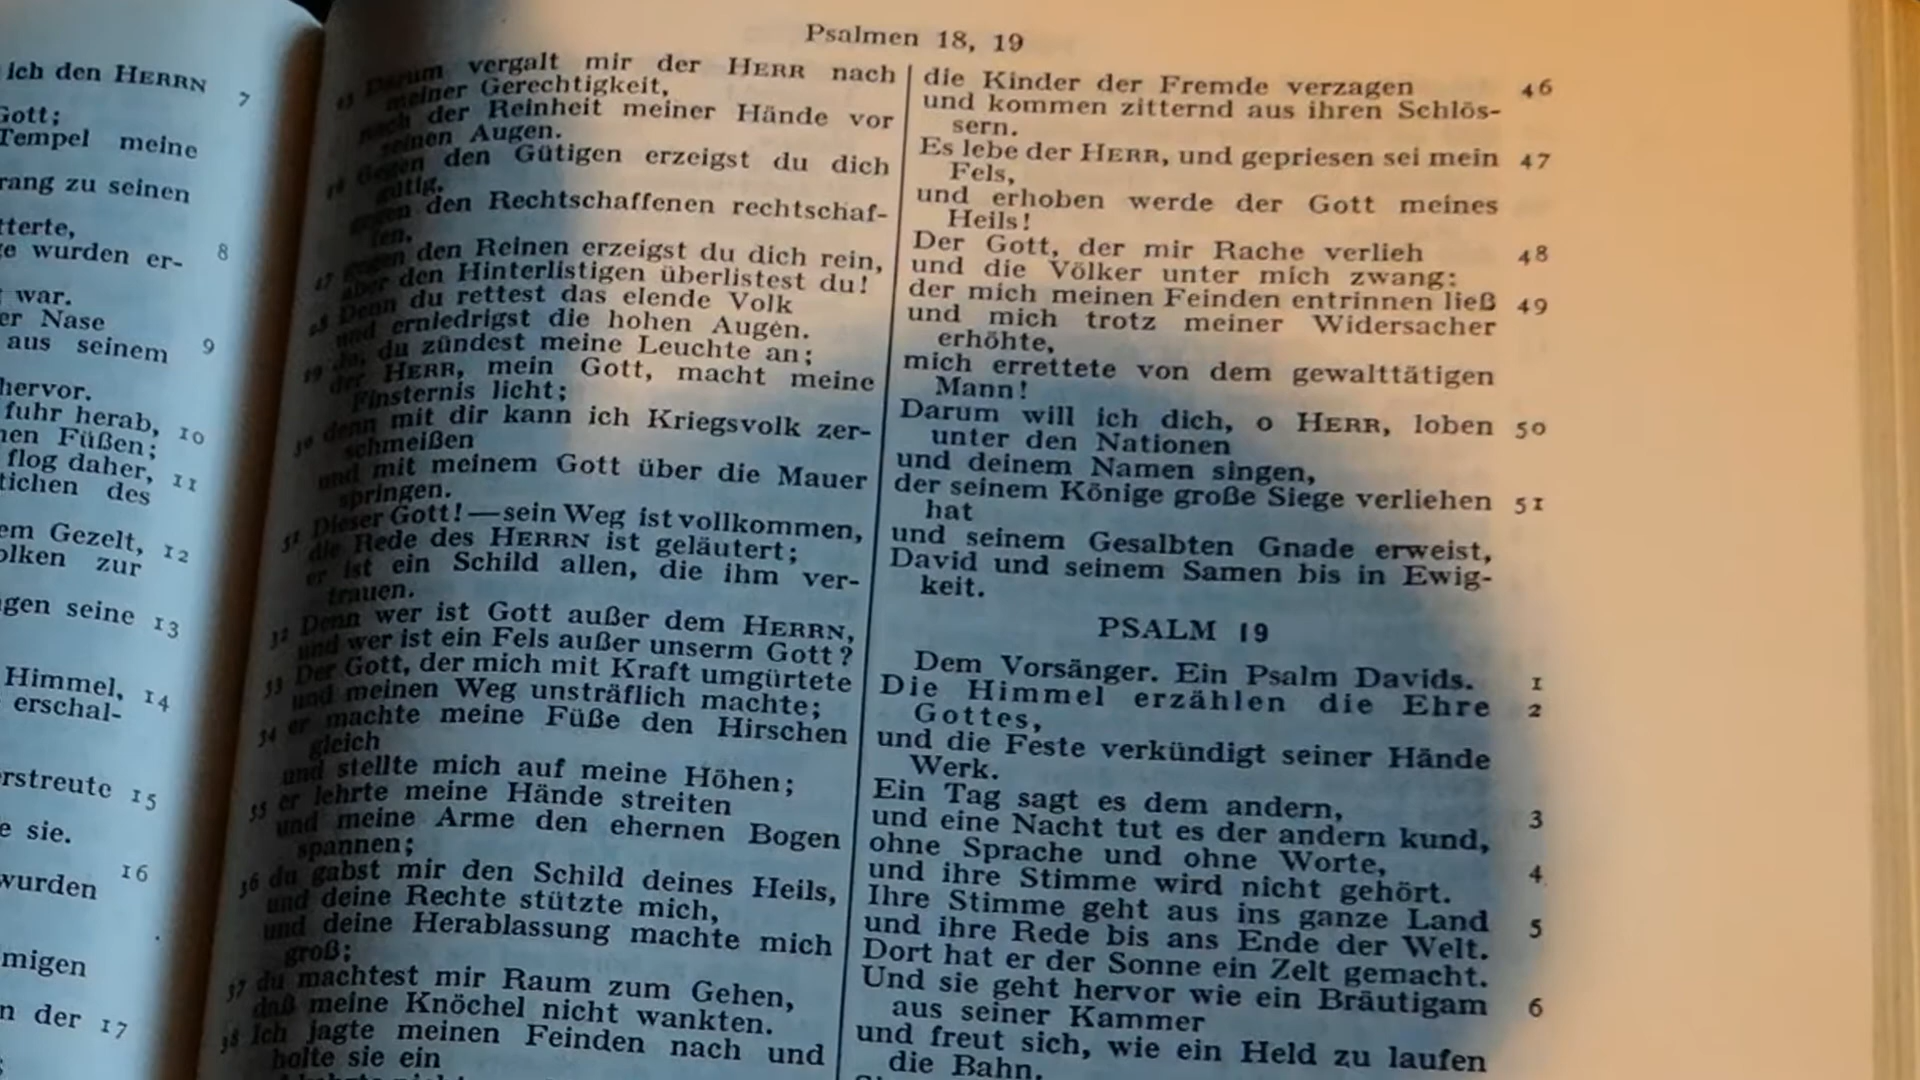 ich den HERRN 7
Gott;
Tempel meine
rang zu seinen
tterte,
ge wurden er- 8
war.
er Nase
aus seinem 9
hervor.
fuhr herab, 10
nen Füßen;
flog daher, 11
tichen des
em Gezelt, 12
olken zur
gen seine 13
Himmel, 14
erschal-
rstreute 15
e sie.
16
wurden
migen
n der 17
Psalmen 18, 19
25 Darum vergalt mir der HERR nach
meiner Gerechtigkeit,
nach der Reinheit meiner Hände vor
seinen Augen.
26 Gegen den Gütigen erzeigst du dich
gütig,
gegen den Rechtschaffenen rechtschaf-
fen,
27 gegen den Reinen erzeigst du dich rein,
aber den Hinterlistigen überlistest du!
28 Denn du rettest das elende Volk
und erniedrigst die hohen Augen.
29 Ja, du zündest meine Leuchte an;
der HERR, mein Gott, macht meine
Finsternis licht;
30 denn mit dir kann ich Kriegsvolk zer-
schmeißen
und mit meinem Gott über die Mauer
springen.
31 Dieser Gott! — sein Weg ist vollkommen,
die Rede des HERRN ist geläutert;
er ist ein Schild allen, die ihm ver-
trauen.
32 Denn wer ist Gott außer dem HERRN,
und wer ist ein Fels außer unserm Gott?
33 Der Gott, der mich mit Kraft umgürtete
und meinen Weg unsträflich machte;
34 er machte meine Füße den Hirschen
gleich
und stellte mich auf meine Höhen;
35 er lehrte meine Hände streiten
und meine Arme den ehernen Bogen
spannen;
36 du gabst mir den Schild deines Heils,
und deine Rechte stützte mich,
und deine Herablassung machte mich
groß;
37 du machtest mir Raum zum Gehen,
daß meine Knöchel nicht wankten.
38 Ich jagte meinen Feinden nach und
holte sie ein
die Kinder der Fremde verzagen 46
und kommen zitternd aus ihren Schlös-
sern.
Es lebe der HERR, und gepriesen sei mein 47
Fels,
und erhoben werde der Gott meines
Heils!
Der Gott, der mir Rache verlieh 48
und die Völker unter mich zwang:
der mich meinen Feinden entrinnen ließ 49
und mich trotz meiner Widersacher
erhöhte,
mich errettete von dem gewalttätigen
Mann!
Darum will ich dich, o HERR, loben 50
unter den Nationen
und deinem Namen singen,
der seinem Könige große Siege verliehen 51
hat
und seinem Gesalbten Gnade erweist,
David und seinem Samen bis in Ewig-
keit.
PSALM 19
Dem Vorsänger. Ein Psalm Davids. 1
Die Himmel erzählen die Ehre 2
Gottes,
und die Feste verkündigt seiner Hände
Werk.
Ein Tag sagt es dem andern, 3
und eine Nacht tut es der andern kund,
ohne Sprache und ohne Worte, 4
und ihre Stimme wird nicht gehört.
Ihre Stimme geht aus ins ganze Land 5
und ihre Rede bis ans Ende der Welt.
Dort hat er der Sonne ein Zelt gemacht.
Und sie geht hervor wie ein Bräutigam 6
aus seiner Kammer
und freut sich, wie ein Held zu laufen
die Bahn.